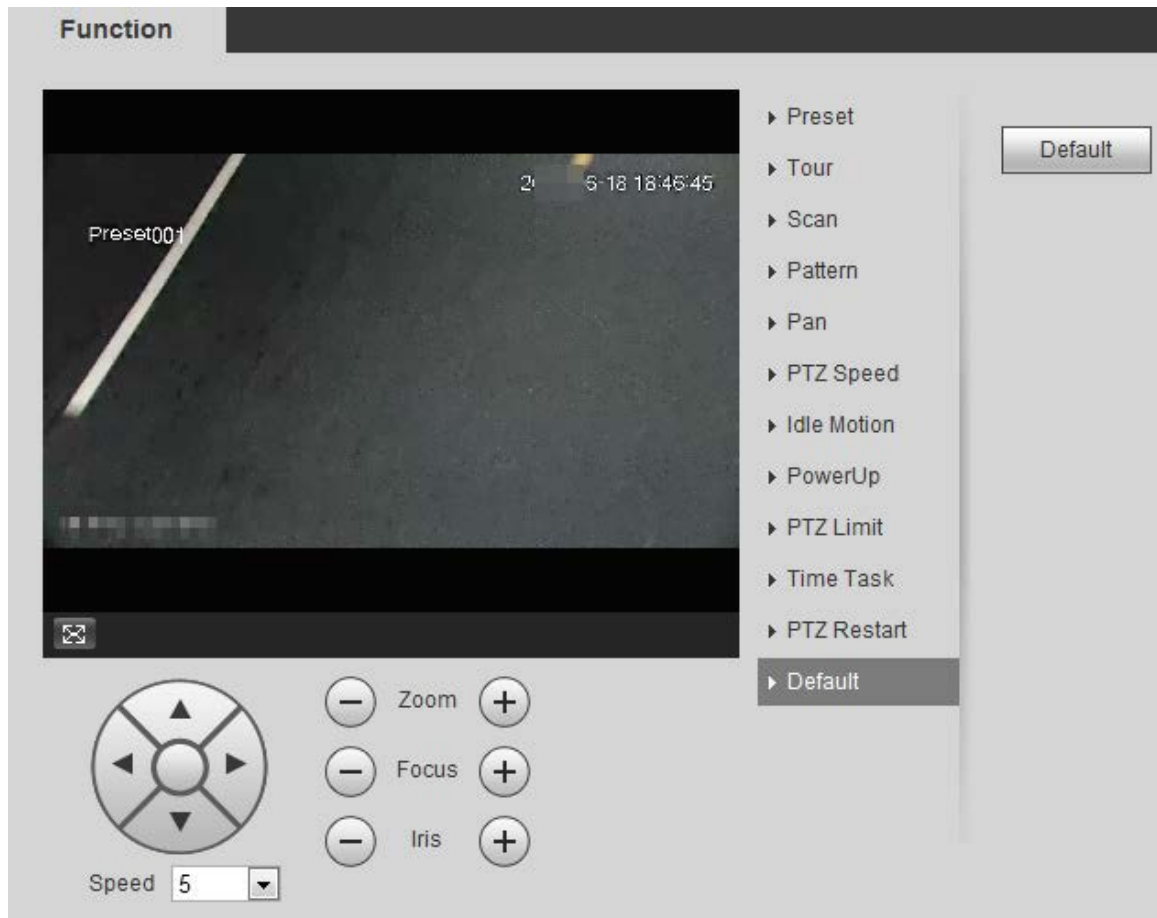 Function
2 5-18 18:46:45
Preset001
Preset
Tour
Scan
Pattern
Pan
PTZ Speed
Idle Motion
PowerUp
PTZ Limit
Time Task
PTZ Restart
Default
Default
Zoom
Focus
Iris
Speed 5